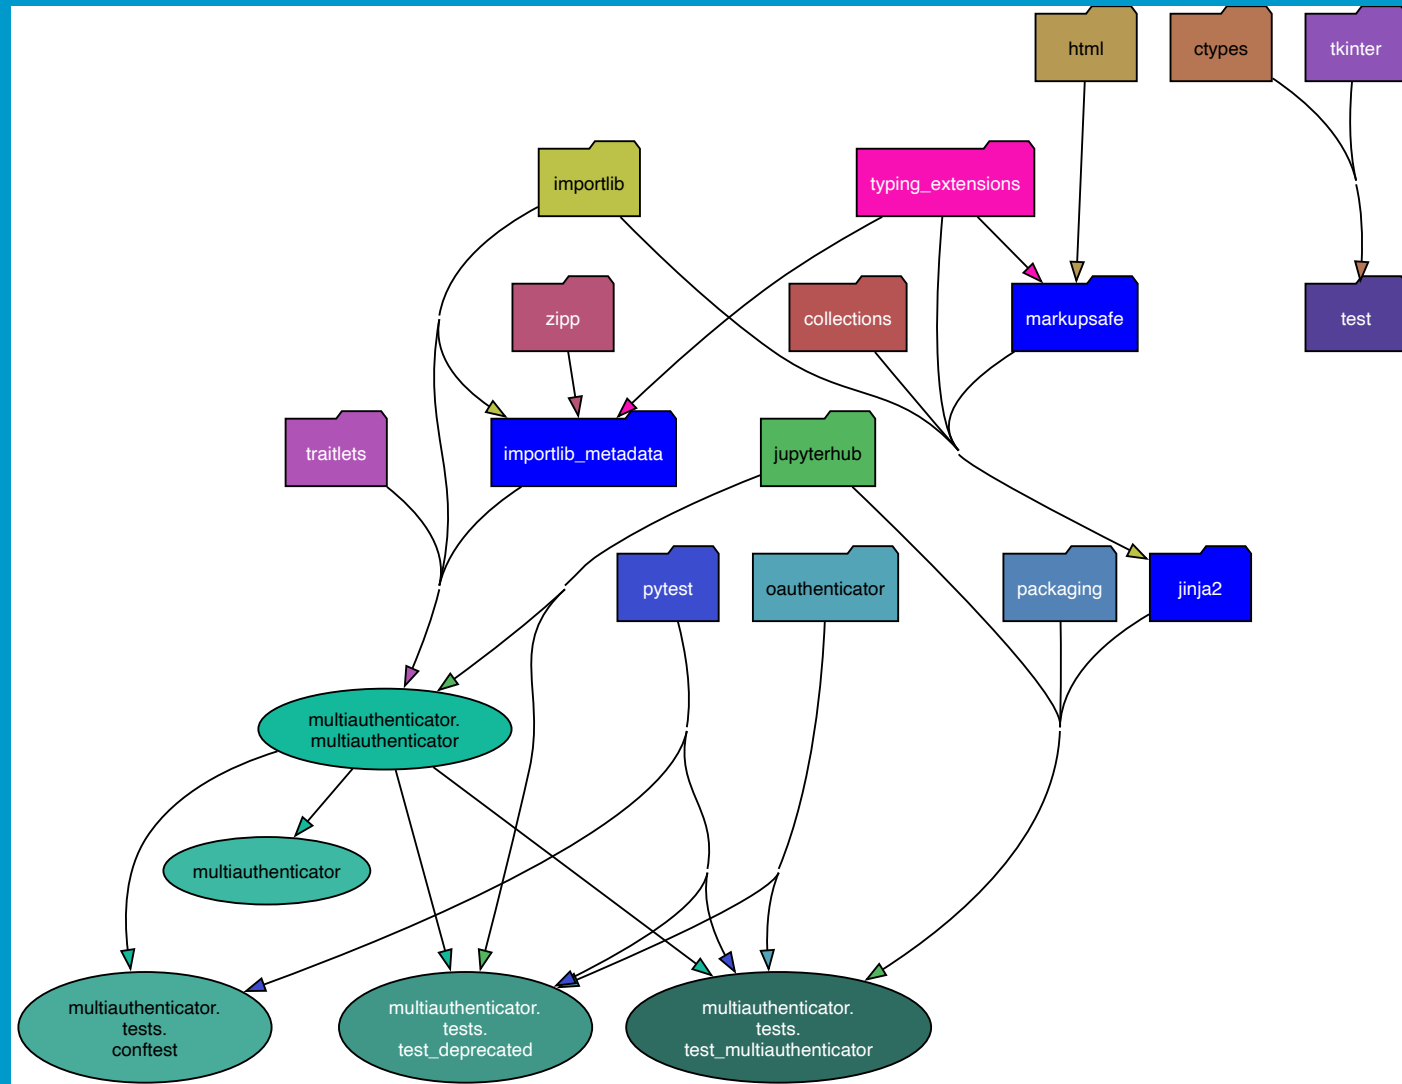 html
ctypes
tkinter
importlib
typing_extensions
zipp
collections
markupsafe
test
traitlets
importlib_metadata
jupyterhub
pytest
oauthenticator
packaging
jinja2
multiauthenticator.
multiauthenticator
multiauthenticator
multiauthenticator.
tests.
conftest
multiauthenticator.
tests.
test_deprecated
multiauthenticator.
tests.
test_multiauthenticator